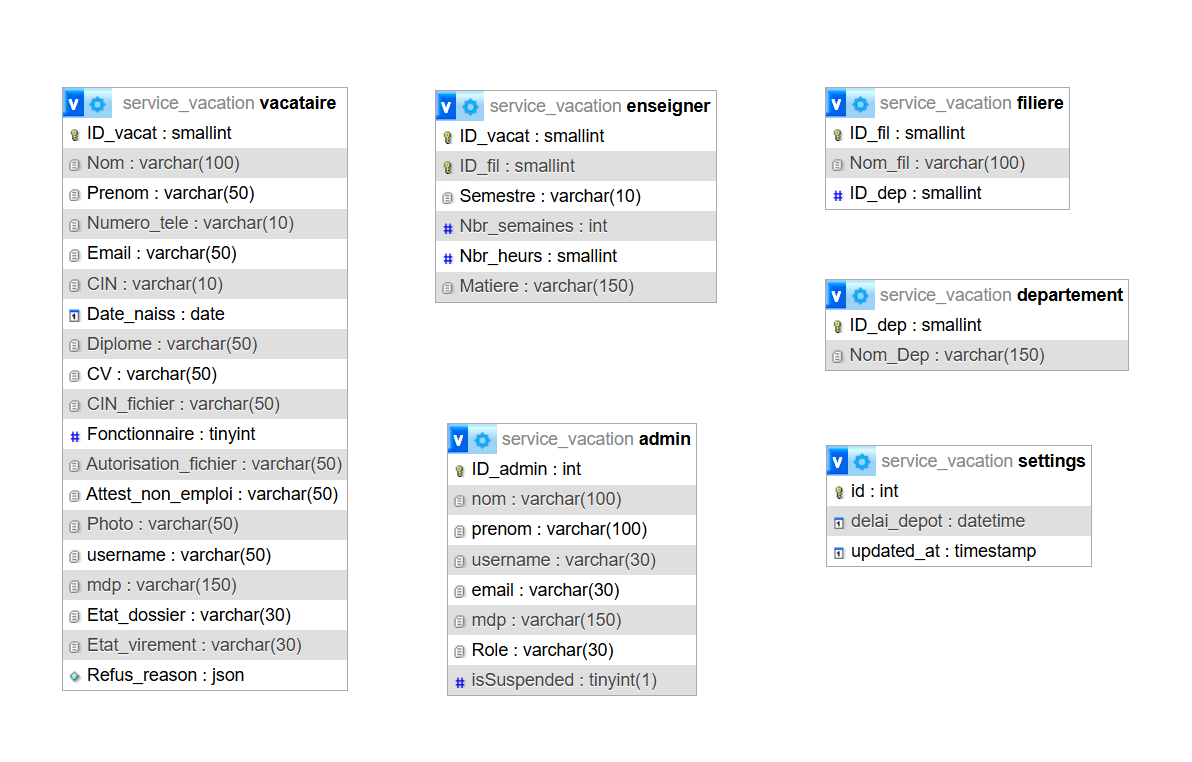 service_vacation vacataire
ID_vacat : smallint
Nom : varchar(100)
Prenom : varchar(50)
Numero_tele : varchar(10)
Email : varchar(50)
CIN : varchar(10)
Date_naiss : date
Diplome : varchar(50)
CV : varchar(50)
CIN_fichier : varchar(50)
Fonctionnaire : tinyint
Autorisation_fichier : varchar(50)
Attest_non_emploi : varchar(50)
Photo : varchar(50)
username : varchar(50)
mdp : varchar(150)
Etat_dossier : varchar(30)
Etat_virement : varchar(30)
Refus_reason : json
service_vacation enseigner
ID_vacat : smallint
ID_fil : smallint
Semestre : varchar(10)
Nbr_semaines : int
Nbr_heurs : smallint
Matiere : varchar(150)
service_vacation admin
ID_admin : int
nom : varchar(100)
prenom : varchar(100)
username : varchar(30)
email : varchar(30)
mdp : varchar(150)
Role : varchar(30)
isSuspended : tinyint(1)
service_vacation filiere
ID_fil : smallint
Nom_fil : varchar(100)
ID_dep : smallint
service_vacation departement
ID_dep : smallint
Nom_Dep : varchar(150)
service_vacation settings
id : int
delai_depot : datetime
updated_at : timestamp